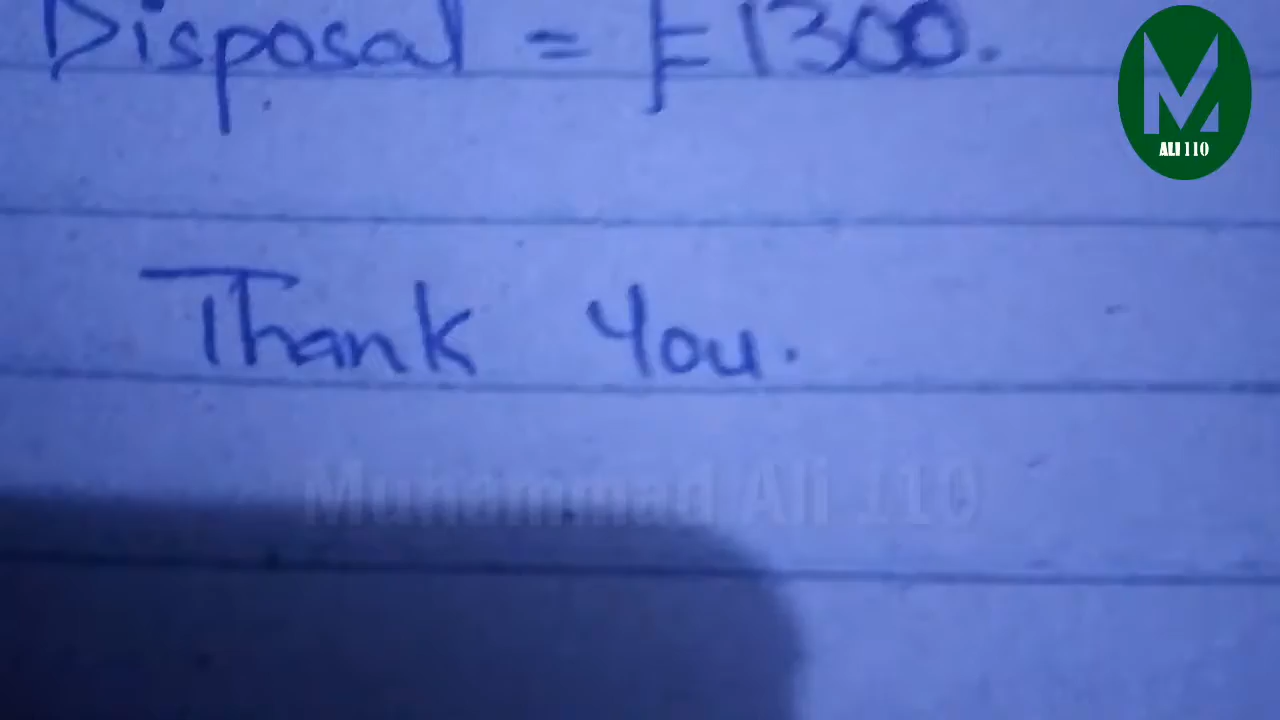 Disposal = £1300.
M
ALI 110
Thank You.
Muhammad Ali 110